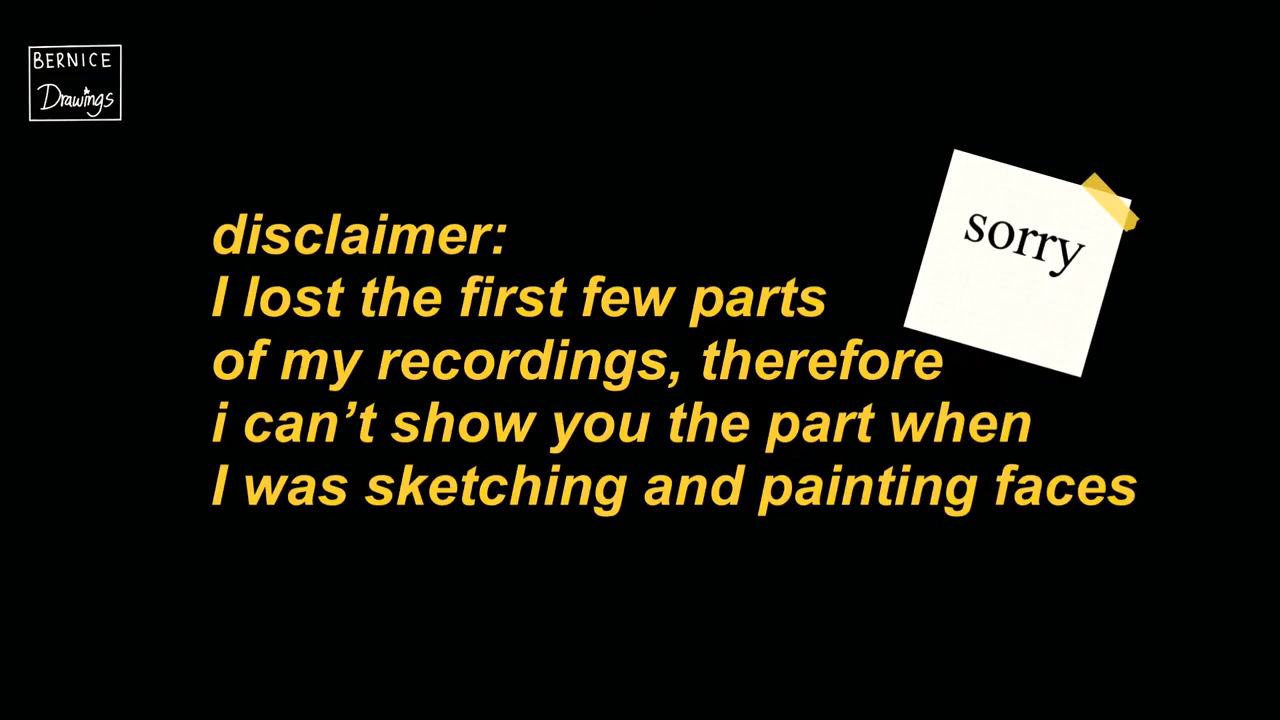 BERNICE
Drawings
sorry
disclaimer:
I lost the first few parts
of my recordings, therefore
i can’t show you the part when
I was sketching and painting faces